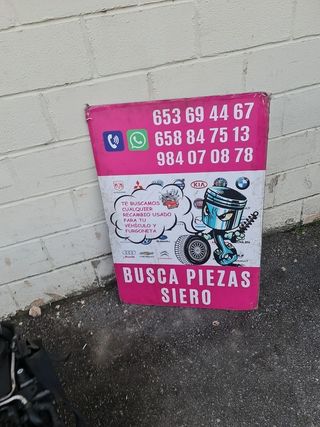 653 69 44 67
658 84 75 13
984 07 08 78
TE BUSCAMOS
CUALQUIER
RECAMBIO USADO
PARA TU
VEHÍCULO Y
FURGONETA
KIA
BUSCA PIEZAS
SIERO